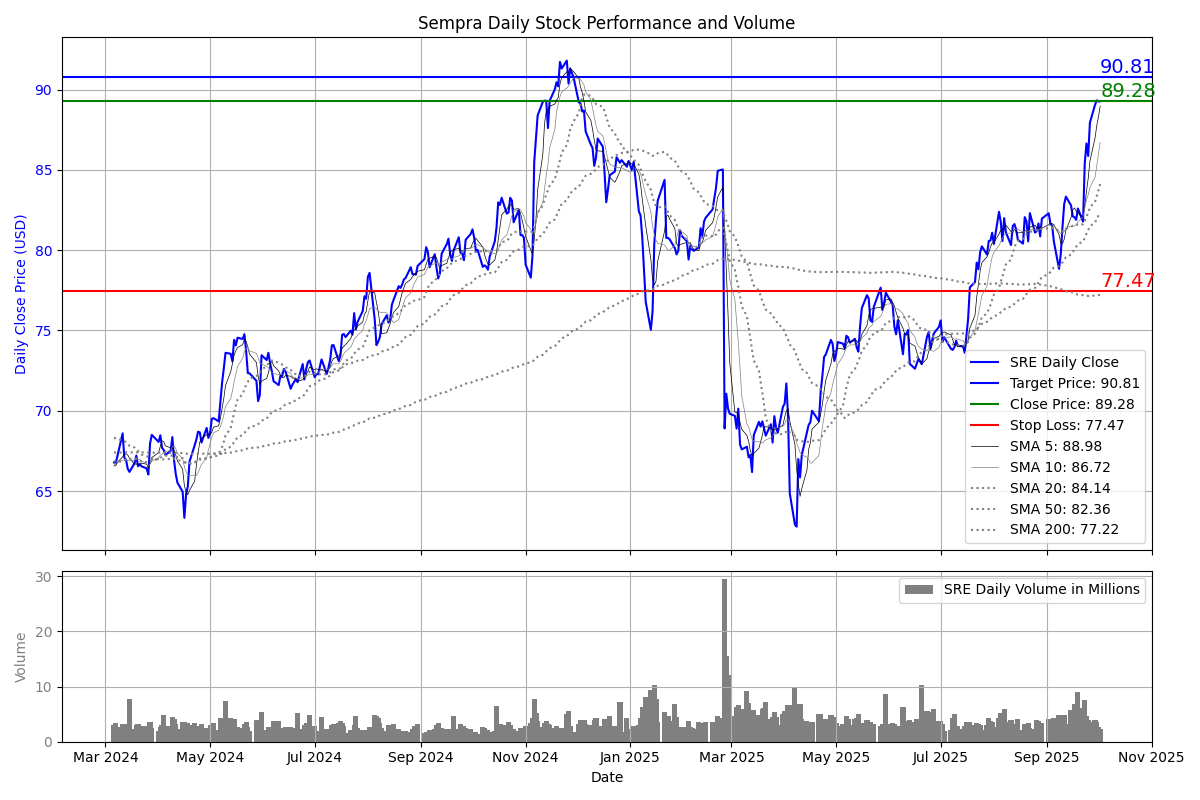 Sempra Daily Stock Performance and Volume
Daily Close Price (USD)
90
85
80
75
70
65
90.81
89.28
77.47
SRE Daily Close
Target Price: 90.81
Close Price: 89.28
Stop Loss: 77.47
SMA 5: 88.98
SMA 10: 86.72
SMA 20: 84.14
SMA 50: 82.36
SMA 200: 77.22
Volume
30
20
10
0
SRE Daily Volume in Millions
Mar 2024 May 2024 Jul 2024 Sep 2024 Nov 2024 Jan 2025 Mar 2025 May 2025 Jul 2025 Sep 2025 Nov 2025
Date